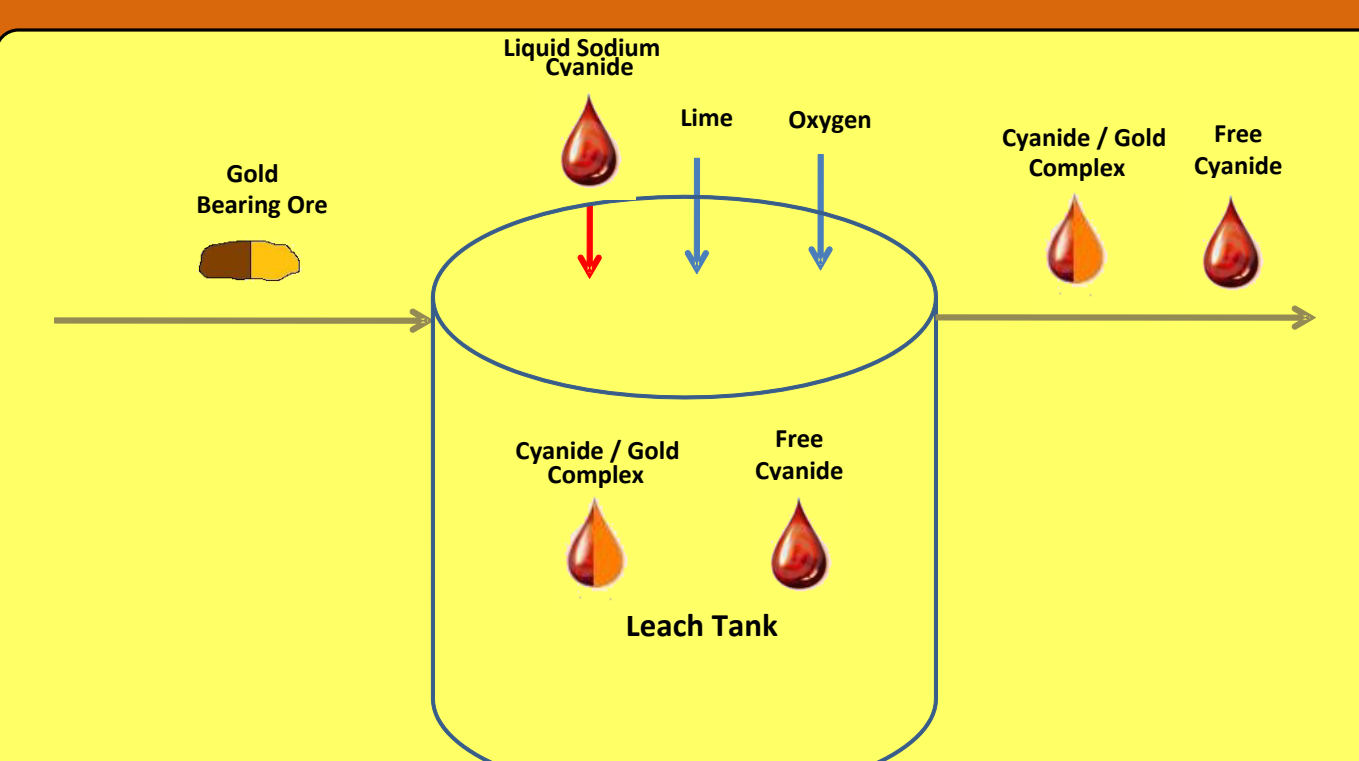 Liquid Sodium
Cyanide
Lime
Oxygen
Cyanide / Gold
Complex
Free
Cyanide
Gold
Bearing Ore
Cyanide / Gold
Complex
Free
Cyanide
Leach Tank